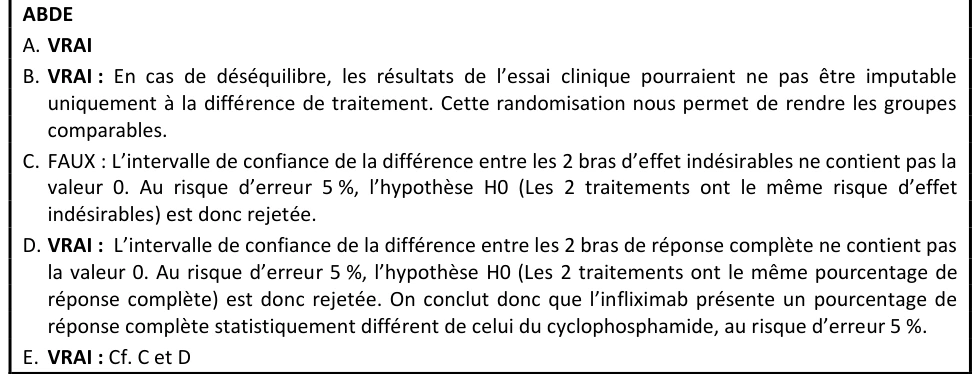 ABDE
A. VRAI
B. VRAI : En cas de déséquilibre, les résultats de l’essai clinique pourraient ne pas être imputable
uniquement à la différence de traitement. Cette randomisation nous permet de rendre les groupes
comparables.
C. FAUX : L’intervalle de confiance de la différence entre les 2 bras d’effet indésirables ne contient pas la
valeur 0. Au risque d’erreur 5 %, l’hypothèse H0 (Les 2 traitements ont le même risque d’effet
indésirables) est donc rejetée.
D. VRAI : L’intervalle de confiance de la différence entre les 2 bras de réponse complète ne contient pas
la valeur 0. Au risque d’erreur 5 %, l’hypothèse H0 (Les 2 traitements ont le même pourcentage de
réponse complète) est donc rejetée. On conclut donc que l’infliximab présente un pourcentage de
réponse complète statistiquement différent de celui du cyclophosphamide, au risque d’erreur 5 %.
E. VRAI : Cf. C et D